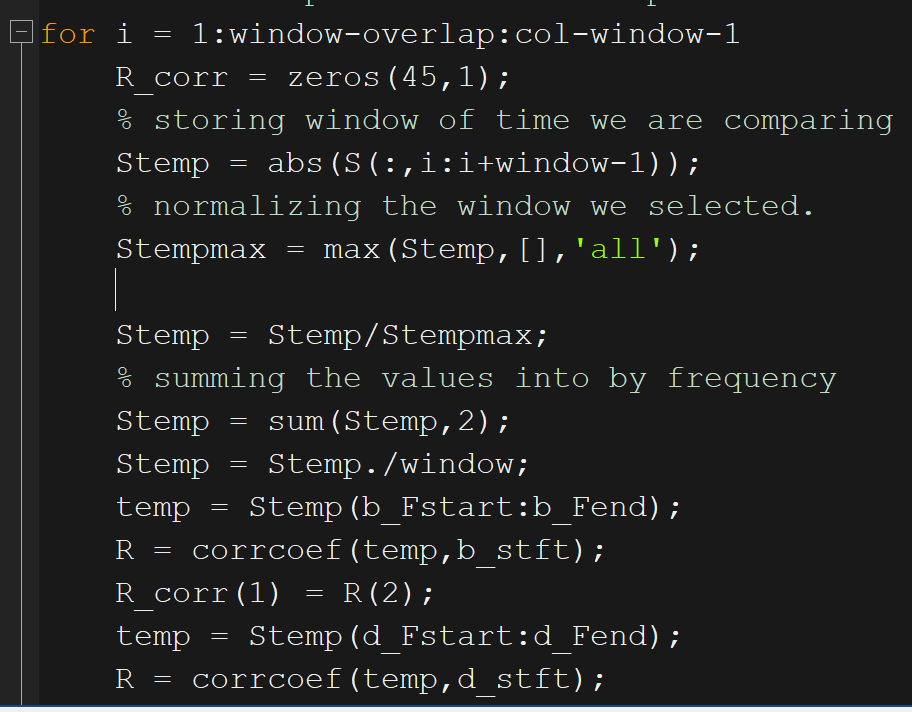 for i = 1:window-overlap:col-window-1
R_corr = zeros(45,1);
% storing window of time we are comparing
Stemp = abs(S(:,i:i+window-1));
% normalizing the window we selected.
Stempmax = max(Stemp,[],'all');
Stemp = Stemp/Stempmax;
% summing the values into by frequency
Stemp = sum(Stemp,2);
Stemp = Stemp./window;
temp = Stemp(b_Fstart:b_Fend);
R = corrcoef(temp,b_stft);
R_corr(1) = R(2);
temp = Stemp(d_Fstart:d_Fend);
R = corrcoef(temp,d_stft);